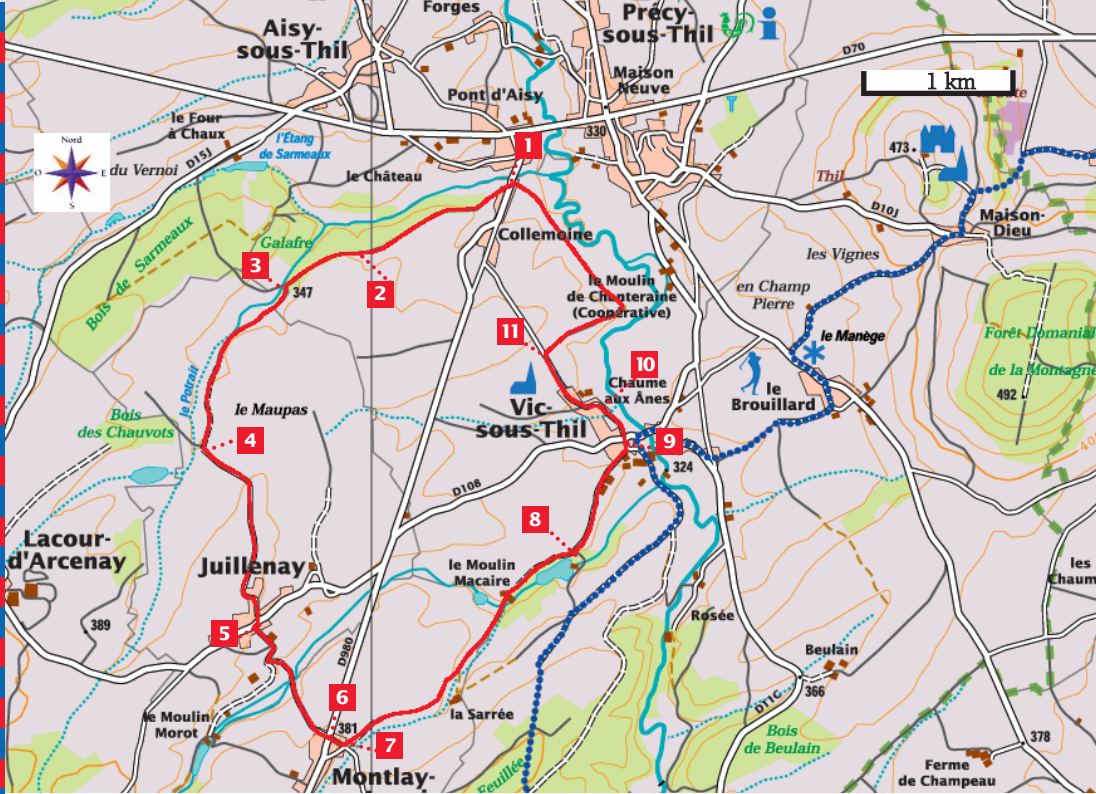 Forges
Aisy-
sous-Thil
Précy-
sous-Thil
D70
Maison
Neuve
1 km
Pont d'Aisy
le Four
à Chaux
330
Nord
O
E
S
D15J
l'Étang
de Sarmeaux
1
473
du Vernoi
le Château
Thil
D10J
Maison-
Dieu
Bois de Sarmeaux
Galafre
Collemoine
les Vignes
3
347
2
le Moulin
de Chanteraine
(Coopérative)
en Champ
Pierre
11
le Manège
Forêt Domanial
de la Montagne
10
le Potrait
Chaume
aux Ânes
le
Brouillard
492
Bois
des Chauvots
le Maupas
Vic-
sous-Thil
4
9
324
D108
8
Lacour-
d'Arcenay
Juillenay
le Moulin
Macaire
les
Chaum
389
5
Rosée
D980
Beulain
366
D11C
6
le Moulin
Morot
381
la Sarrée
7
Bois
de Beulain
378
Montlay-
Feuillée
Ferme
de Champeau